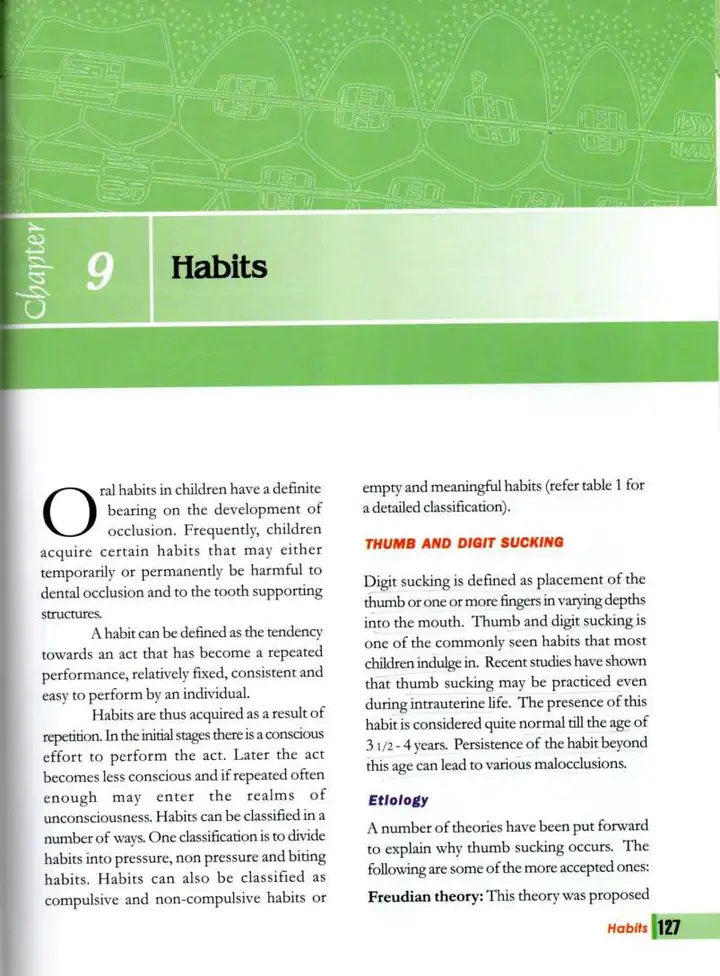 Chapter
9
Habits
Oral habits in children have a definite
bearing on the development of
occlusion. Frequently, children
acquire certain habits that may either
temporarily or permanently be harmful to
dental occlusion and to the tooth supporting
structures.
A habit can be defined as the tendency
towards an act that has become a repeated
performance, relatively fixed, consistent and
easy to perform by an individual.
Habits are thus acquired as a result of
repetition. In the initial stages there is a conscious
effort to perform the act. Later the act
becomes less conscious and if repeated often
enough may enter the realms of
unconsciousness. Habits can be classified in a
number of ways. One classification is to divide
habits into pressure, non pressure and biting
habits. Habits can also be classified as
compulsive and non-compulsive habits or
empty and meaningful habits (refer table 1 for
a detailed classification).
THUMB AND DIGIT SUCKING
Digit sucking is defined as placement of the
thumb or one or more fingers in varying depths
into the mouth. Thumb and digit sucking is
one of the commonly seen habits that most
children indulge in. Recent studies have shown
that thumb sucking may be practiced even
during intrauterine life. The presence of this
habit is considered quite normal till the age of
3 1/2 - 4 years. Persistence of the habit beyond
this age can lead to various malocclusions.
Etiology
A number of theories have been put forward
to explain why thumb sucking occurs. The
following are some of the more accepted ones:
Freudian theory: This theory was proposed
Habits 127